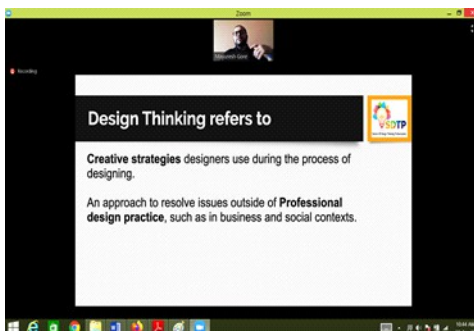 Zoom
Recording
Design Thinking refers to
SDTP
Creative strategies designers use during the process of
designing.
An approach to resolve issues outside of Professional
design practice, such as in business and social contexts.